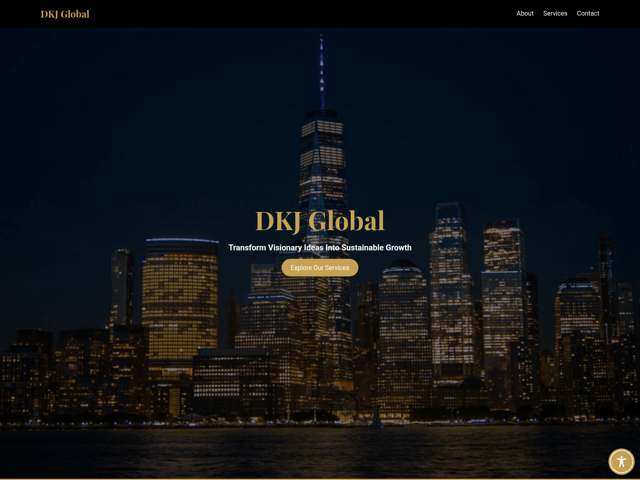 DKJ Global
About
Services
Contact
DKJ Global
Transform Visionary Ideas Into Sustainable Growth
Explore Our Services